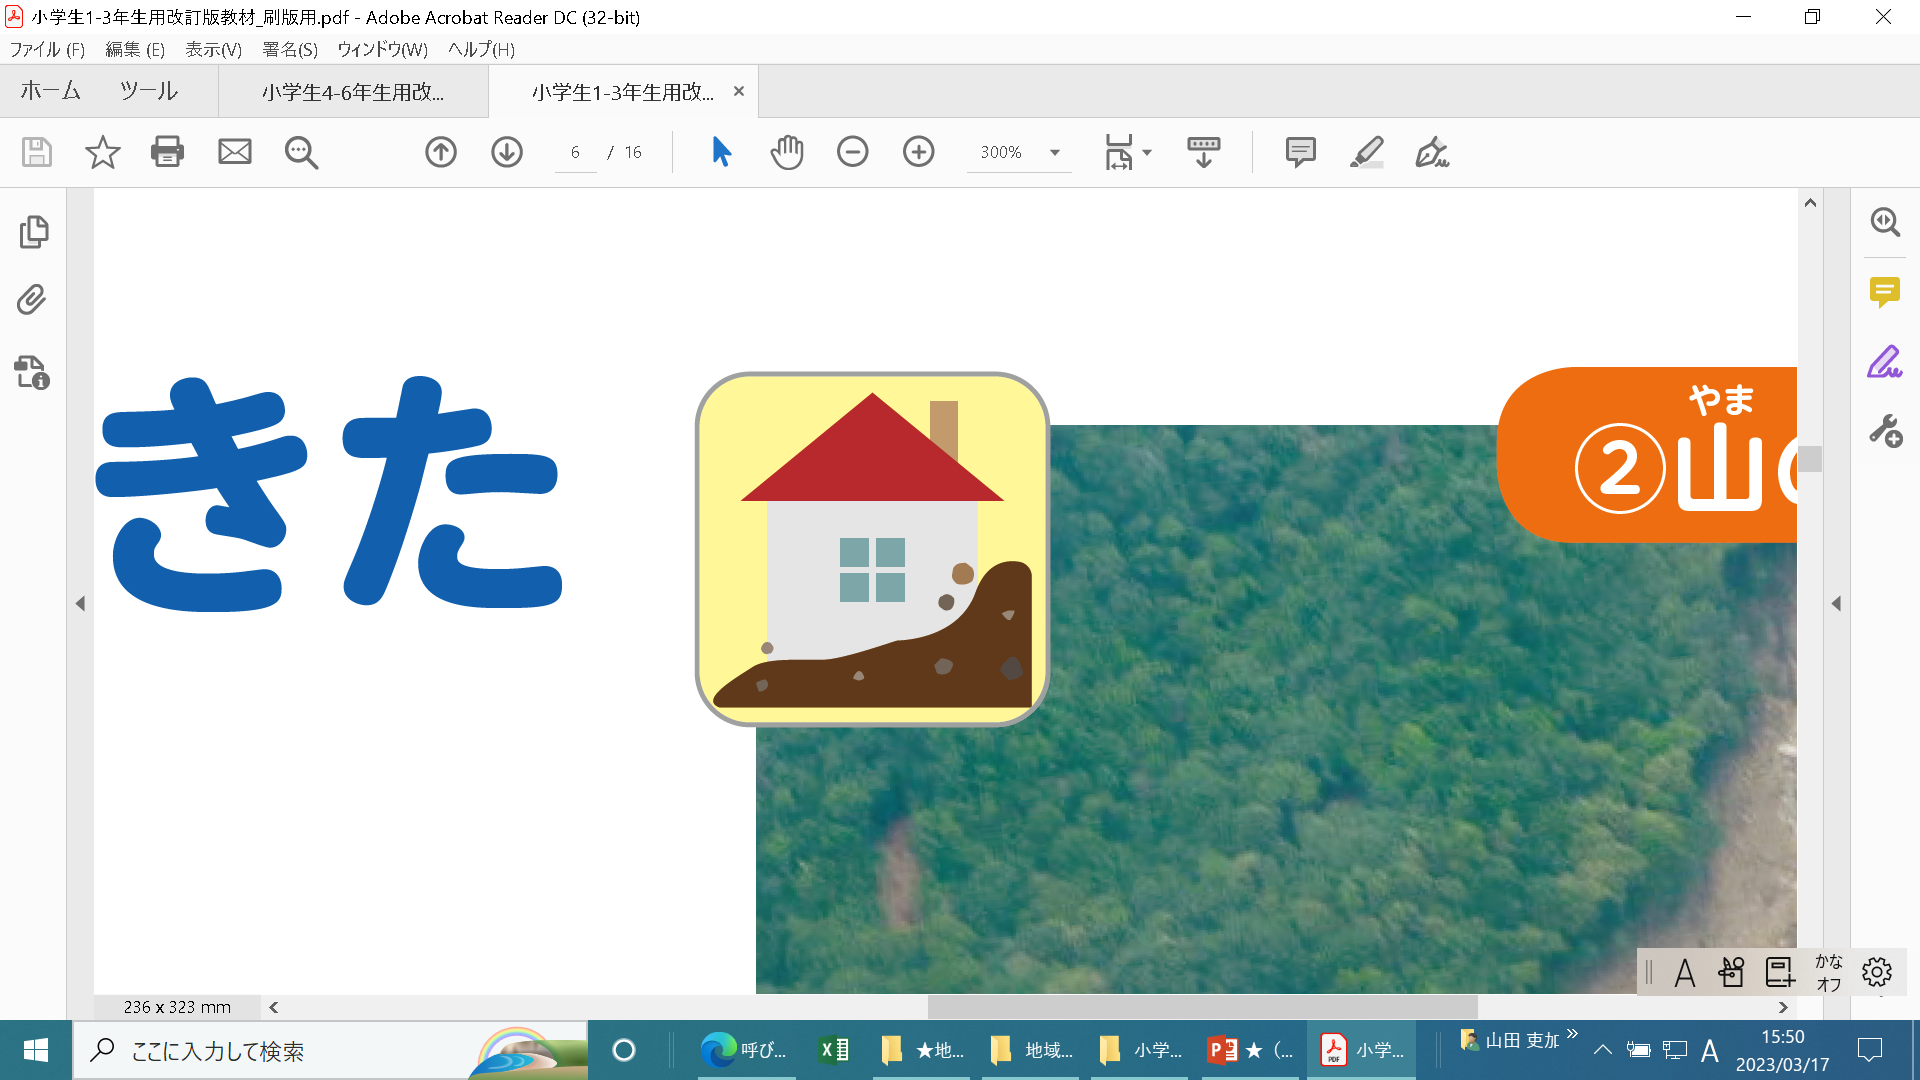 小学生1-3年生用改訂版教材_刷版用.pdf - Adobe Acrobat Reader DC (32-bit)
ファイル (F) 編集 (E) 表示(V) 署名(S) ウィンドウ(W) ヘルプ(H)
ホーム ツール 小学生4-6年生用改... 小学生1-3年生用改... ×
6 / 16 300%
きた
やま
②山
236 x 323 mm
A かな
オフ
ここに入力して検索
呼び... ★地... 地域... 小学... ★（... 小学...
山田 吏加 » A
15:50
2023/03/17